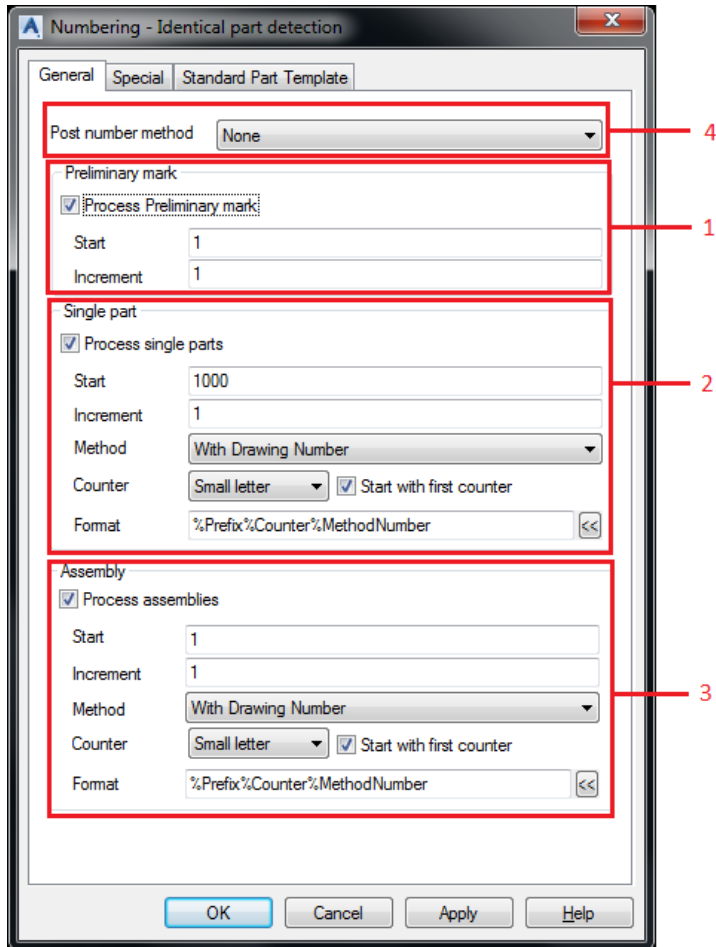 Numbering - Identical part detection
General Special Standard Part Template
Post number method None
4
Preliminary mark
Process Preliminary mark
1
Start 1
Increment 1
Single part
Process single parts
Start 1000
2
Increment 1
Method With Drawing Number
Counter Small letter Start with first counter
Format %Prefix%Counter%MethodNumber <<
Assembly
Process assemblies
Start 1
Increment 1
3
Method With Drawing Number
Counter Small letter Start with first counter
Format %Prefix%Counter%MethodNumber <<
OK Cancel Apply Help